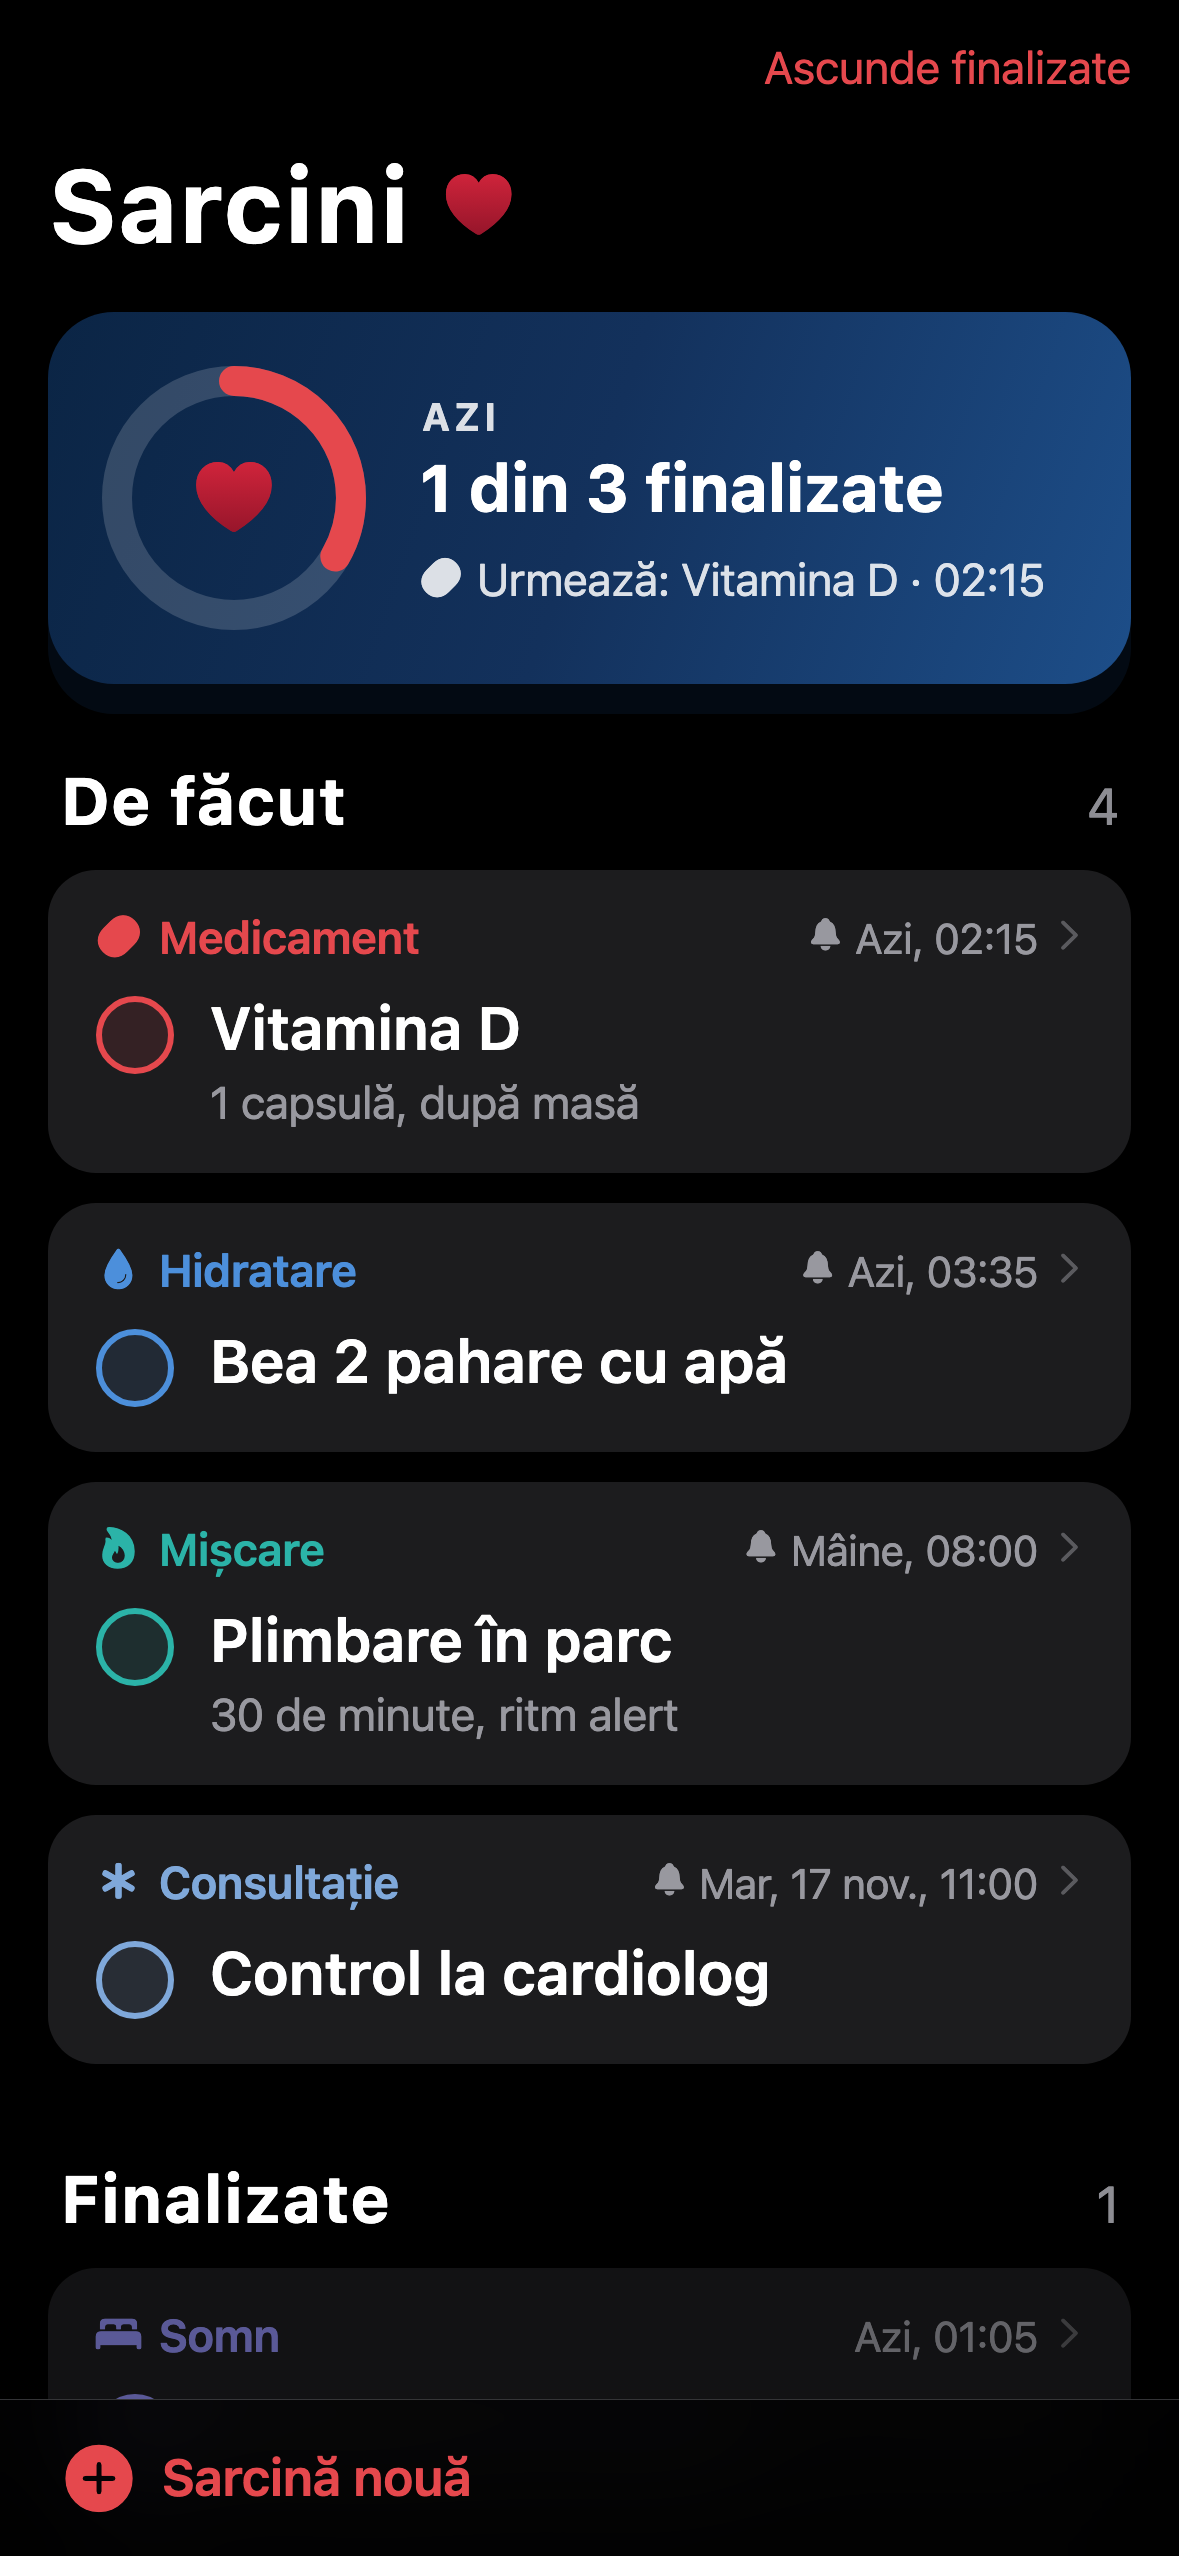 Ascunde finalizate
Sarcini
AZI
1 din 3 finalizate
Urmează: Vitamina D · 02:15
De făcut 4
Medicament Azi, 02:15
Vitamina D
1 capsulă, după masă
Hidratare Azi, 03:35
Bea 2 pahare cu apă
Mișcare Mâine, 08:00
Plimbare în parc
30 de minute, ritm alert
Consultație Mar, 17 nov., 11:00
Control la cardiolog
Finalizate 1
Somn Azi, 01:05
Sarcină nouă